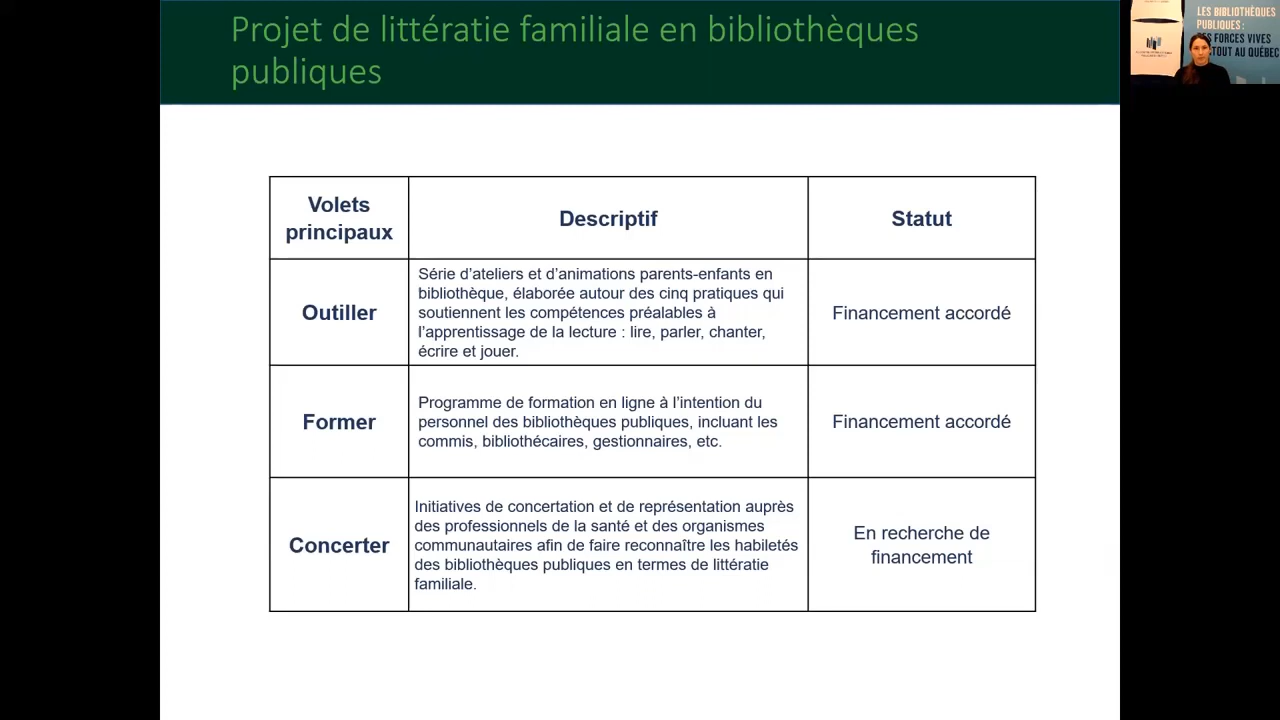 Projet de littératie familiale en bibliothèques
publiques
Volets
principaux
Descriptif
Statut
Outiller
Série d’ateliers et d’animations parents-enfants en
bibliothèque, élaborée autour des cinq pratiques qui
soutiennent les compétences préalables à
l’apprentissage de la lecture : lire, parler, chanter,
écrire et jouer.
Financement accordé
Former
Programme de formation en ligne à l’intention du
personnel des bibliothèques publiques, incluant les
commis, bibliothécaires, gestionnaires, etc.
Financement accordé
Concerter
Initiatives de concertation et de représentation auprès
des professionnels de la santé et des organismes
communautaires afin de faire reconnaître les habiletés
des bibliothèques publiques en termes de littératie
familiale.
En recherche de
financement
LES BIBLIOTHÈQUES
PUBLIQUES :
FORCES VIVES
AU QUÉBEC